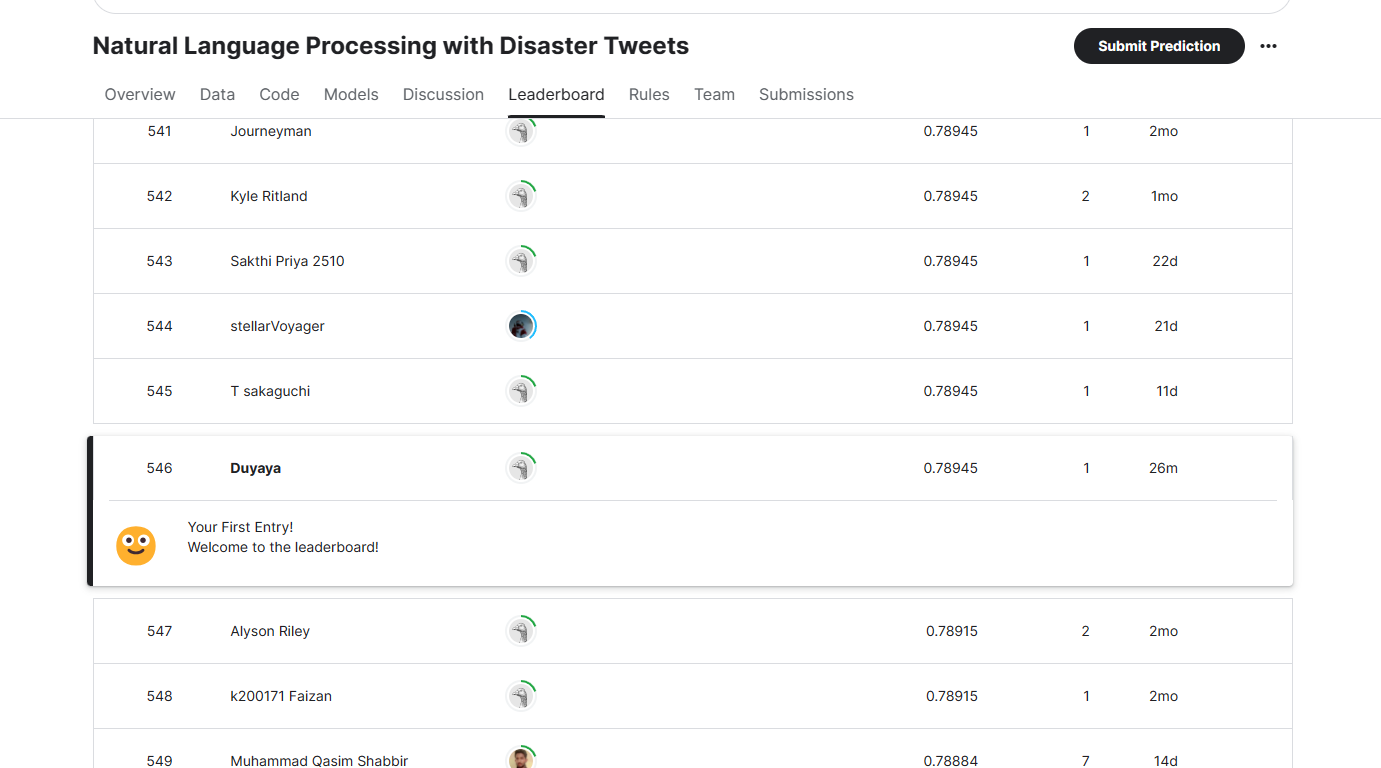 Natural Language Processing with Disaster Tweets
Submit Prediction
Overview Data Code Models Discussion Leaderboard Rules Team Submissions
541 Journeyman 0.78945 1 2mo
542 Kyle Ritland 0.78945 2 1mo
543 Sakthi Priya 2510 0.78945 1 22d
544 stellarVoyager 0.78945 1 21d
545 T sakaguchi 0.78945 1 11d
546 Duyaya 0.78945 1 26m
Your First Entry!
Welcome to the leaderboard!
547 Alyson Riley 0.78915 2 2mo
548 k200171 Faizan 0.78915 1 2mo
549 Muhammad Qasim Shabbir 0.78884 7 14d